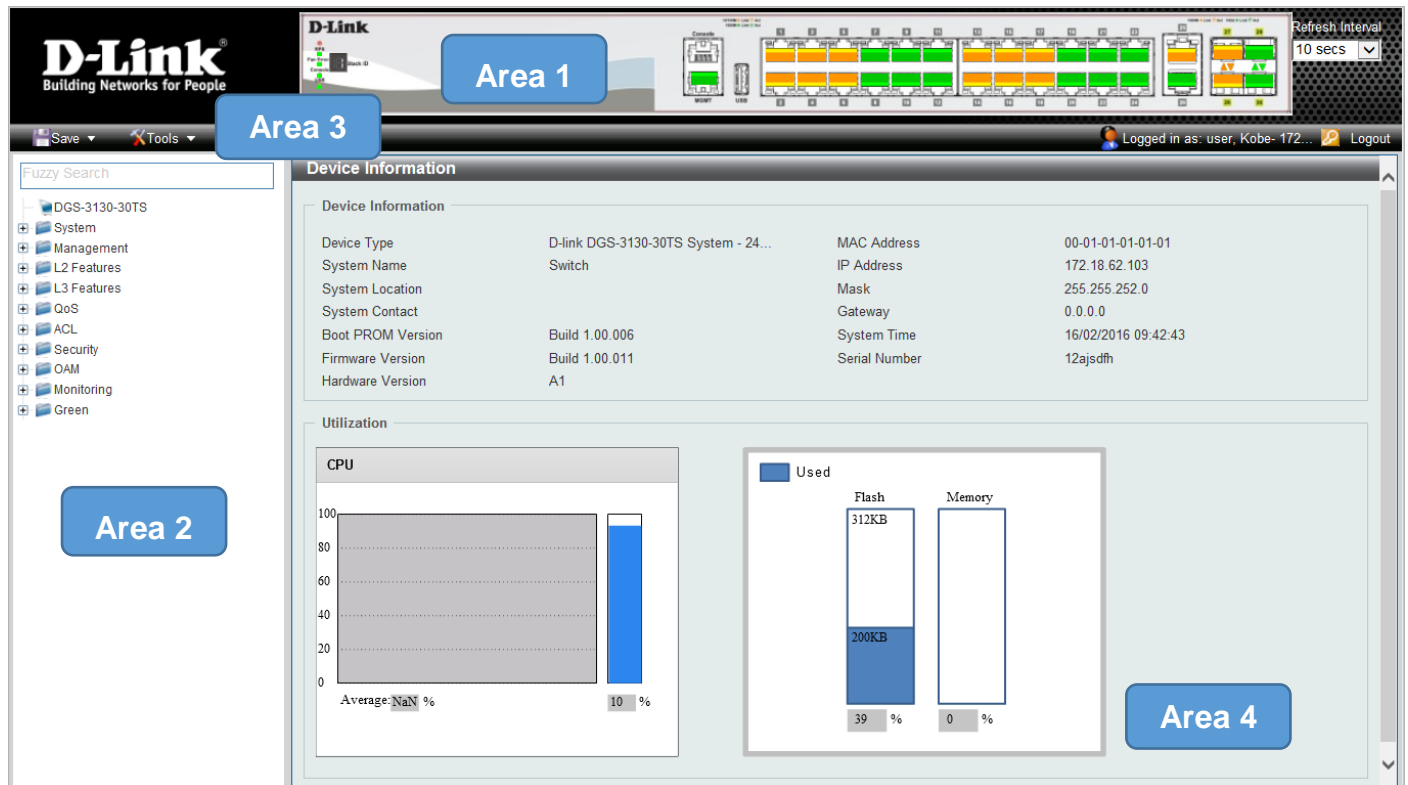 D-Link
Building Networks for People
D-Link
Console
Stack ID
MGMT
USB
Refresh Interval
10 secs
Area 1
Area 3
Save
Tools
Logged in as: user, Kobe- 172...
Logout
Fuzzy Search
DGS-3130-30TS
System
Management
L2 Features
L3 Features
QoS
ACL
Security
OAM
Monitoring
Green
Area 2
Device Information
Device Information
Device Type D-link DGS-3130-30TS System - 24... MAC Address 00-01-01-01-01-01
System Name Switch IP Address 172.18.62.103
System Location Mask 255.255.252.0
System Contact Gateway 0.0.0.0
Boot PROM Version Build 1.00.006 System Time 16/02/2016 09:42:43
Firmware Version Build 1.00.011 Serial Number 12ajsdfh
Hardware Version A1
Utilization
CPU
100
80
60
40
20
0
Average: NaN %
10 %
Used
Flash Memory
312KB
200KB
39 % 0 %
Area 4